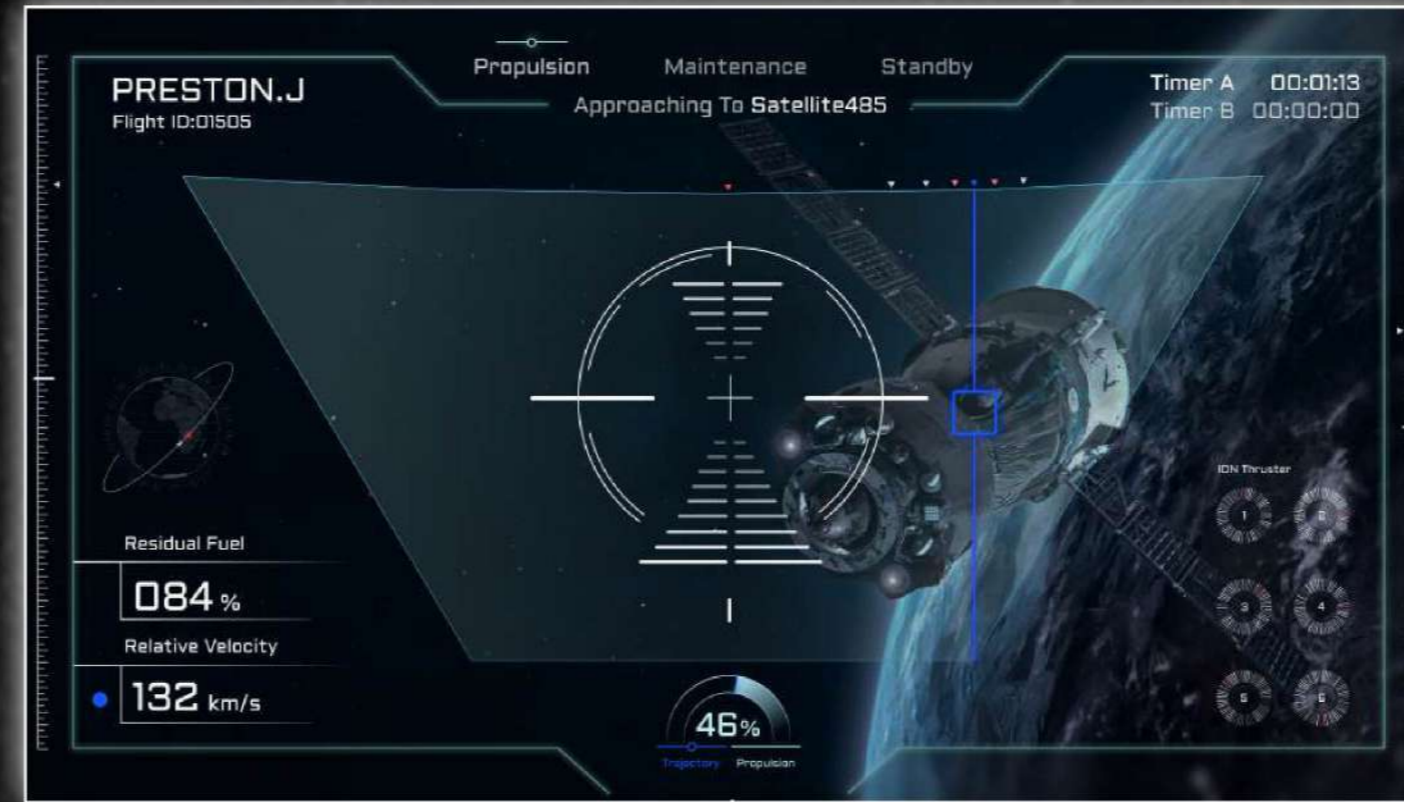 Propulsion Maintenance Standby
PRESTON.J
Flight ID:01505
Approaching To Satellite485
Timer A 00:01:13
Timer B 00:00:00
Residual Fuel
084 %
Relative Velocity
132 km/s
46%
Trajectory Propulsion
ION Thruster
1 2
3 4
5 6